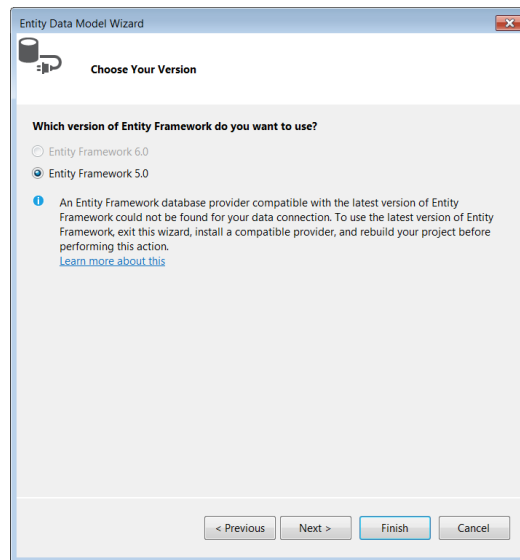 Entity Data Model Wizard
Choose Your Version
Which version of Entity Framework do you want to use?
Entity Framework 6.0
Entity Framework 5.0
An Entity Framework database provider compatible with the latest version of Entity
Framework could not be found for your data connection. To use the latest version of Entity
Framework, exit this wizard, install a compatible provider, and rebuild your project before
performing this action.
Learn more about this
< Previous
Next >
Finish
Cancel